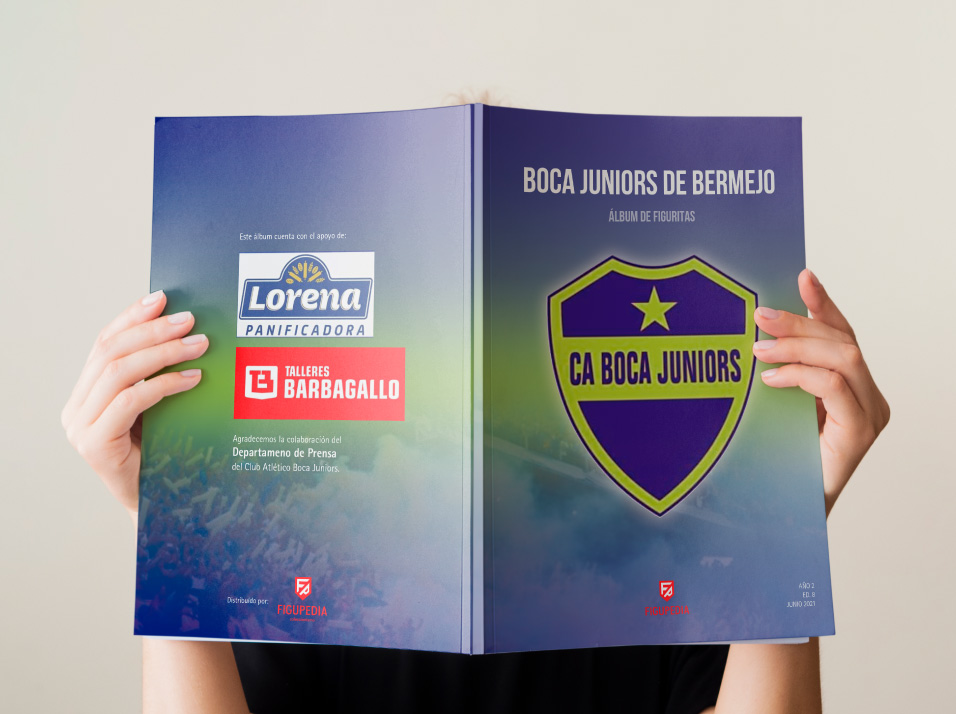 Este álbum cuenta con el apoyo de:
Lorena
PANIFICADORA
TALLERES
BARBAGALLO
Agradecemos la colaboración del
Departameno de Prensa
del Club Atlético Boca Juniors.
Distribuido por:
FIGUPEDIA
BOCA JUNIORS DE BERMEJO
ÁLBUM DE FIGURITAS
CA BOCA JUNIORS
FIGUPEDIA
AÑO 2
ED. 8
JUNIO 2021